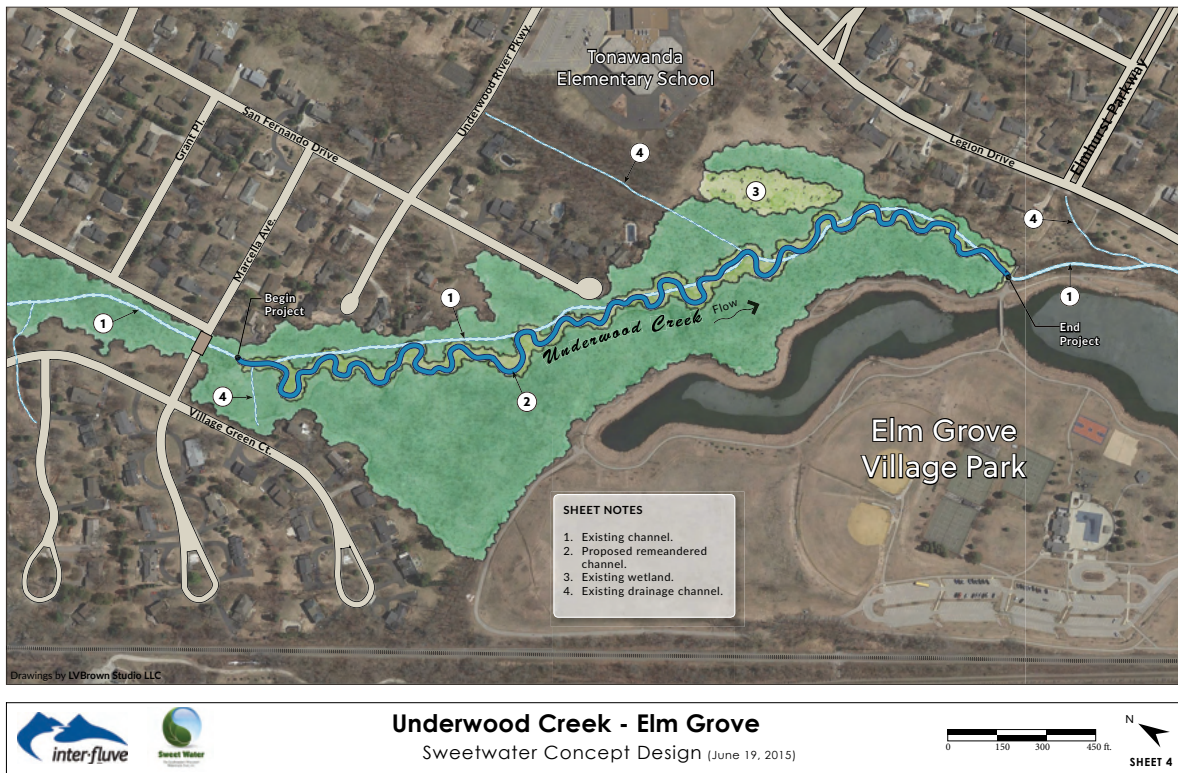 Tonawanda
Elementary School
Underwood River Pkwy
Elmhurst Parkway
Legion Drive
Grant Pl.
San Fernando Drive
Marcella Ave.
4
3
4
1
1
1
Begin
Project
End
Project
Underwood Creek
Flow
4
2
Village Green Ct.
Elm Grove
Village Park
SHEET NOTES
1. Existing channel.
2. Proposed remeandered
channel.
3. Existing wetland.
4. Existing drainage channel.
Drawings by LVBrown Studio LLC
inter-fluve
Sweet Water
Underwood Creek - Elm Grove
Sweetwater Concept Design (June 19, 2015)
0 150 300 450 ft.
N
SHEET 4